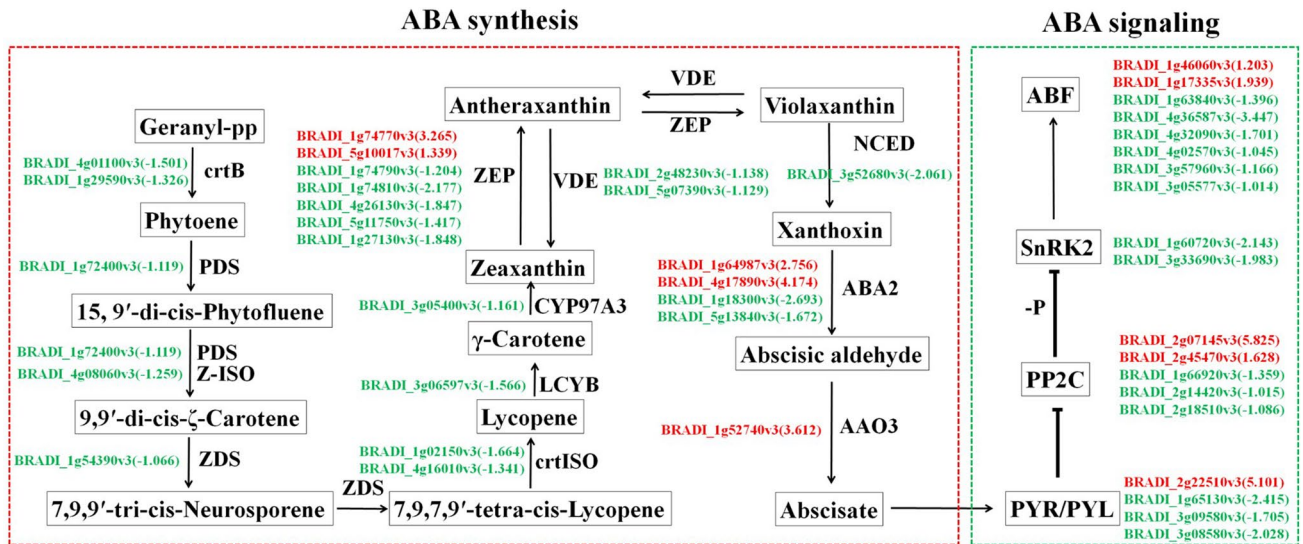 ABA synthesis
Geranyl-pp
BRADI_4g01100v3(-1.501)
BRADI_1g29590v3(-1.326)
crtB
Phytoene
BRADI_1g72400v3(-1.119)
PDS
15, 9′-di-cis-Phytofluene
BRADI_1g72400v3(-1.119)
BRADI_4g08060v3(-1.259)
PDS
Z-ISO
9,9′-di-cis-ζ-Carotene
BRADI_1g54390v3(-1.066)
ZDS
7,9,9′-tri-cis-Neurosporene
ZDS
7,9,7,9′-tetra-cis-Lycopene
BRADI_1g02150v3(-1.664)
BRADI_4g16010v3(-1.341)
crtISO
Lycopene
BRADI_3g06597v3(-1.566)
LCYB
γ-Carotene
BRADI_3g05400v3(-1.161)
CYP97A3
Zeaxanthin
BRADI_1g74770v3(3.265)
BRADI_5g10017v3(1.339)
BRADI_1g74790v3(-1.204)
BRADI_1g74810v3(-2.177)
BRADI_4g26130v3(-1.847)
BRADI_5g11750v3(-1.417)
BRADI_1g27130v3(-1.848)
ZEP
VDE
Antheraxanthin
VDE
ZEP
Violaxanthin
NCED
BRADI_2g48230v3(-1.138)
BRADI_5g07390v3(-1.129)
BRADI_3g52680v3(-2.061)
Xanthoxin
BRADI_1g64987v3(2.756)
BRADI_4g17890v3(4.174)
BRADI_1g18300v3(-2.693)
BRADI_5g13840v3(-1.672)
ABA2
Abscisic aldehyde
BRADI_1g52740v3(3.612)
AAO3
Abscisate
ABA signaling
ABF
BRADI_1g46060v3(1.203)
BRADI_1g17335v3(1.939)
BRADI_1g63840v3(-1.396)
BRADI_4g36587v3(-3.447)
BRADI_4g32090v3(-1.701)
BRADI_4g02570v3(-1.045)
BRADI_3g57960v3(-1.166)
BRADI_3g05577v3(-1.014)
SnRK2
BRADI_1g60720v3(-2.143)
BRADI_3g33690v3(-1.983)
-P
PP2C
BRADI_2g07145v3(5.825)
BRADI_2g45470v3(1.628)
BRADI_1g66920v3(-1.359)
BRADI_2g14420v3(-1.015)
BRADI_2g18510v3(-1.086)
PYR/PYL
BRADI_2g22510v3(5.101)
BRADI_1g65130v3(-2.415)
BRADI_3g09580v3(-1.705)
BRADI_3g08580v3(-2.028)